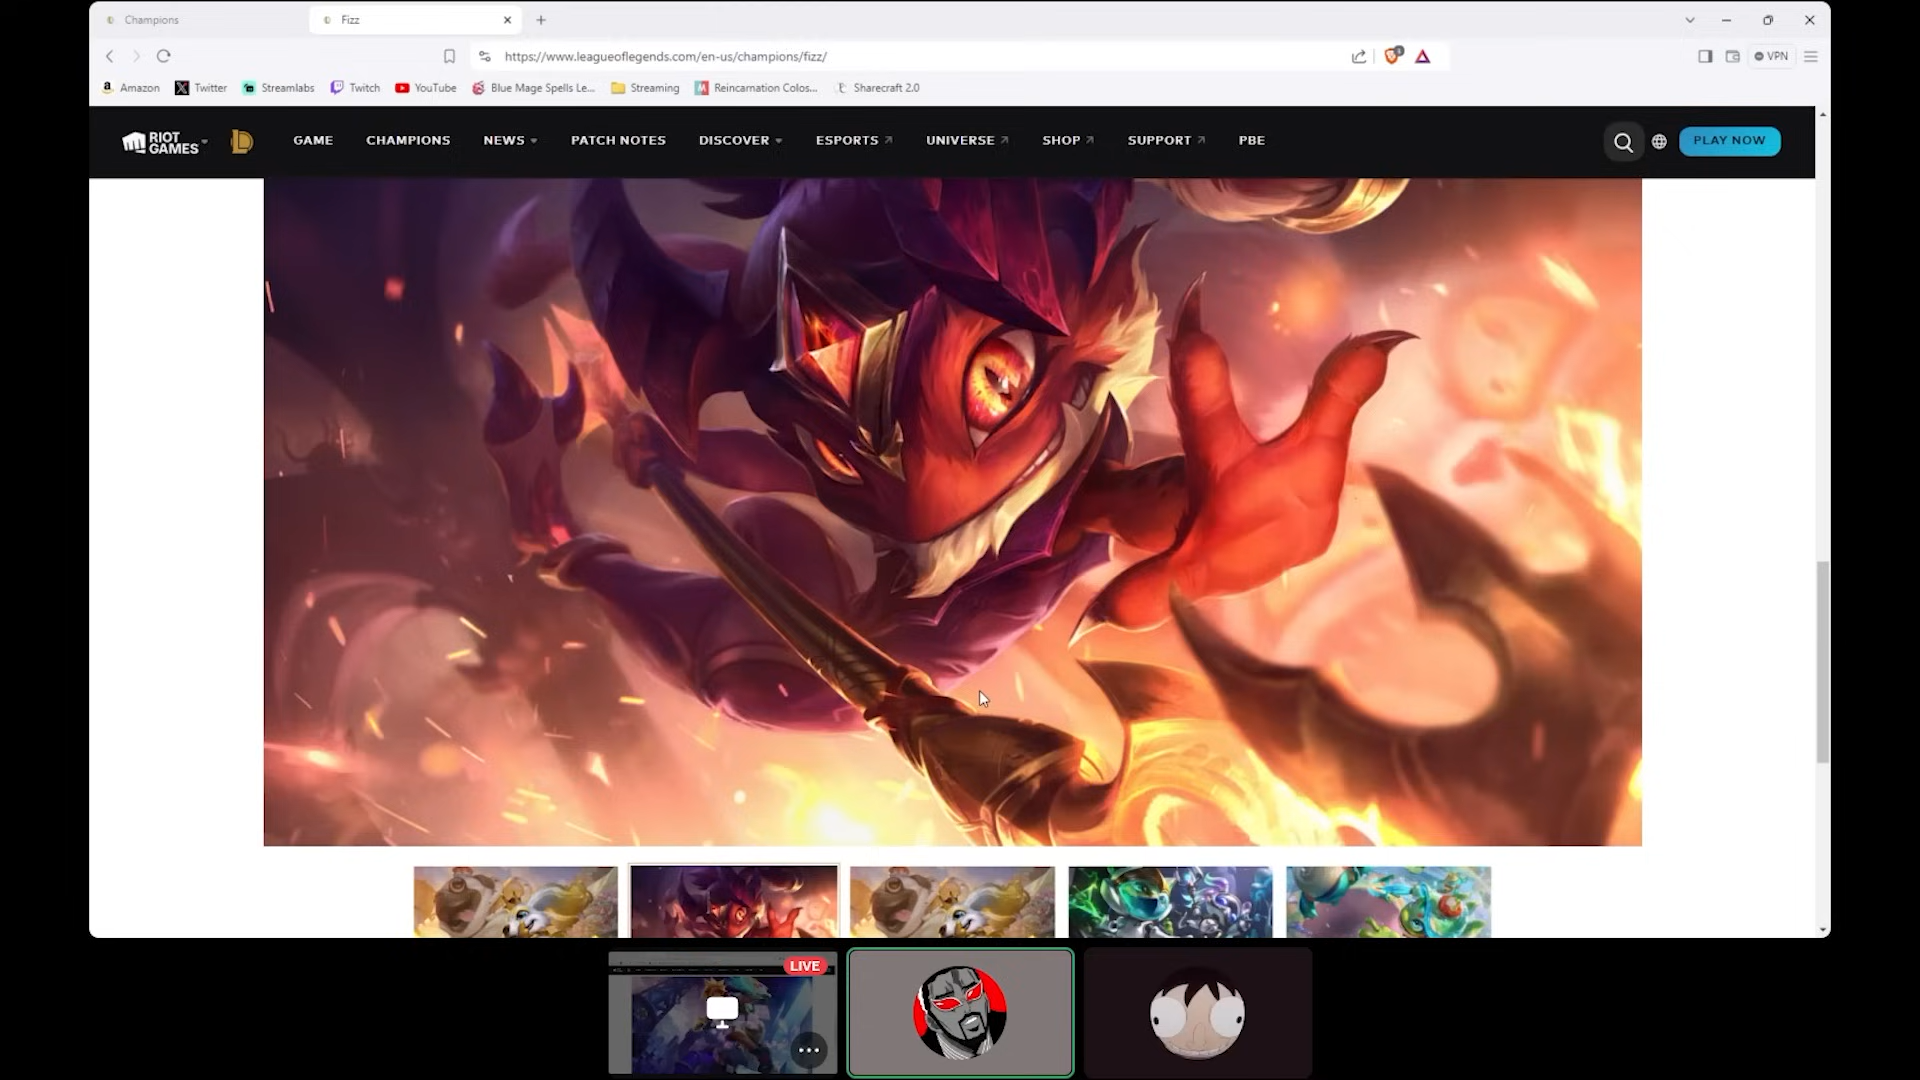 Champions
Fizz
https://www.leagueoflegends.com/en-us/champions/fizz/
VPN
Amazon
Twitter
Streamlabs
Twitch
YouTube
Blue Mage Spells Le...
Streaming
Reincarnation Colos...
Sharecraft 2.0
RIOT GAMES
GAME
CHAMPIONS
NEWS
PATCH NOTES
DISCOVER
ESPORTS
UNIVERSE
SHOP
SUPPORT
PBE
PLAY NOW
LIVE